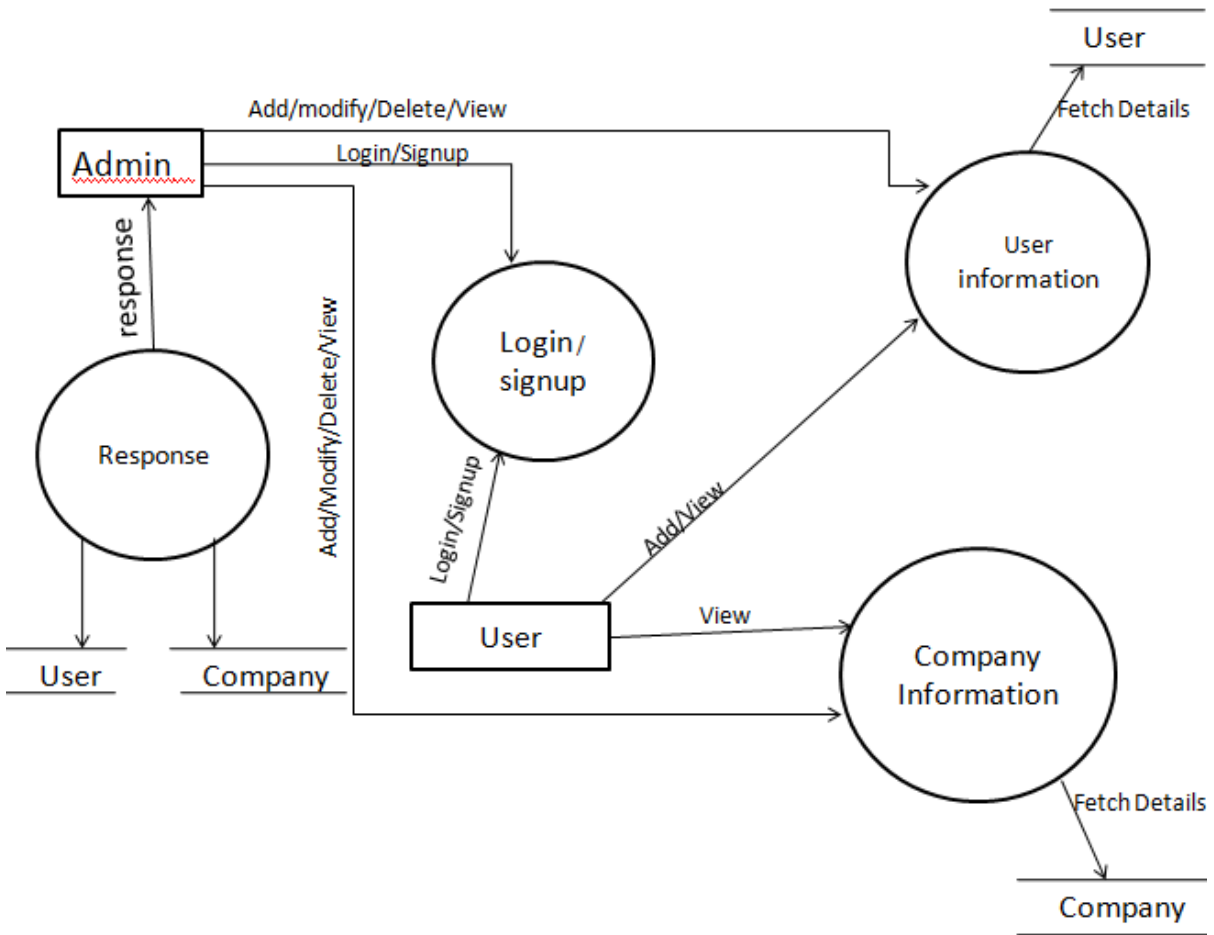 User
Add/modify/Delete/View
Fetch Details
Login/Signup
Admin
response
User
information
Login/
signup
Add/Modify/Delete/View
Response
Login/Signup
Add/View
View
User
Company
Information
User
Company
Fetch Details
Company